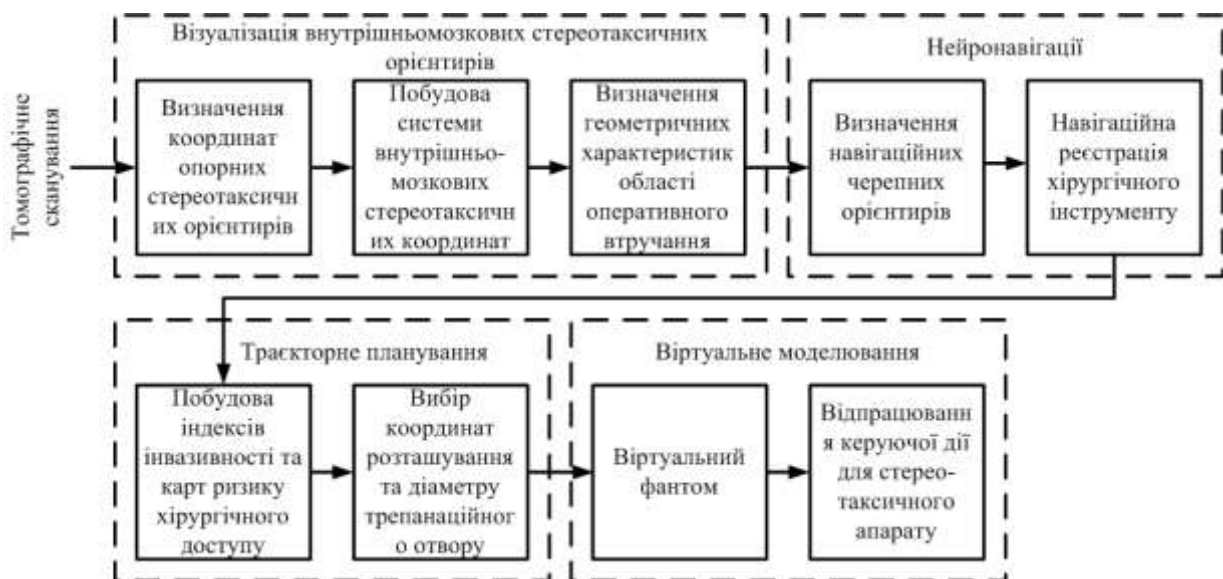 Томографічне
сканування
Візуалізація внутрішньомозкових стереотаксичних
орієнтирів
Визначення
координат
опорних
стереотаксичн
их орієнтирів
Побудова
системи
внутрішньо-
мозкових
стереотаксичн
их координат
Визначення
геометричних
характеристик
області
оперативного
втручання
Нейронавігації
Визначення
навігаційних
черепних
орієнтирів
Навігаційна
реєстрація
хірургічного
інструменту
Траєкторне планування
Побудова
індексів
інвазивності та
карт ризику
хірургічного
доступу
Вибір
координат
розташування
та діаметру
трепанаційног
о отвору
Віртуальне моделювання
Віртуальний
фантом
Відпрацюванн
я керуючої дії
для стерео-
таксичного
апарату